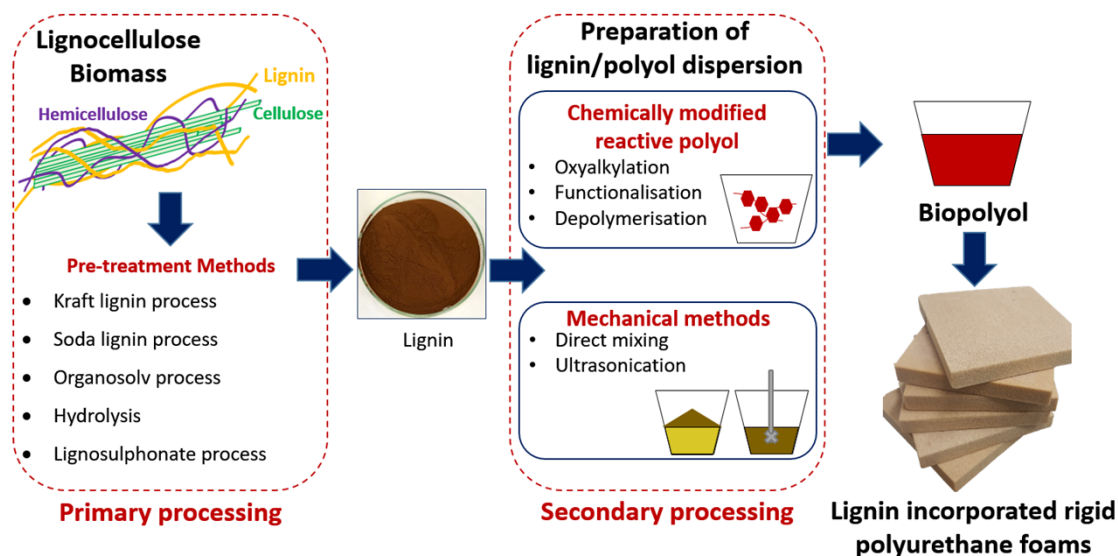 Lignocellulose
Biomass
Lignin
Hemicellulose
Cellulose
Pre-treatment Methods
• Kraft lignin process
• Soda lignin process
• Organosolv process
• Hydrolysis
• Lignosulphonate process
Primary processing
Lignin
Preparation of
lignin/polyol dispersion
Chemically modified
reactive polyol
• Oxyalkylation
• Functionalisation
• Depolymerisation
Mechanical methods
• Direct mixing
• Ultrasonication
Secondary processing
Biopolyol
Lignin incorporated rigid
polyurethane foams